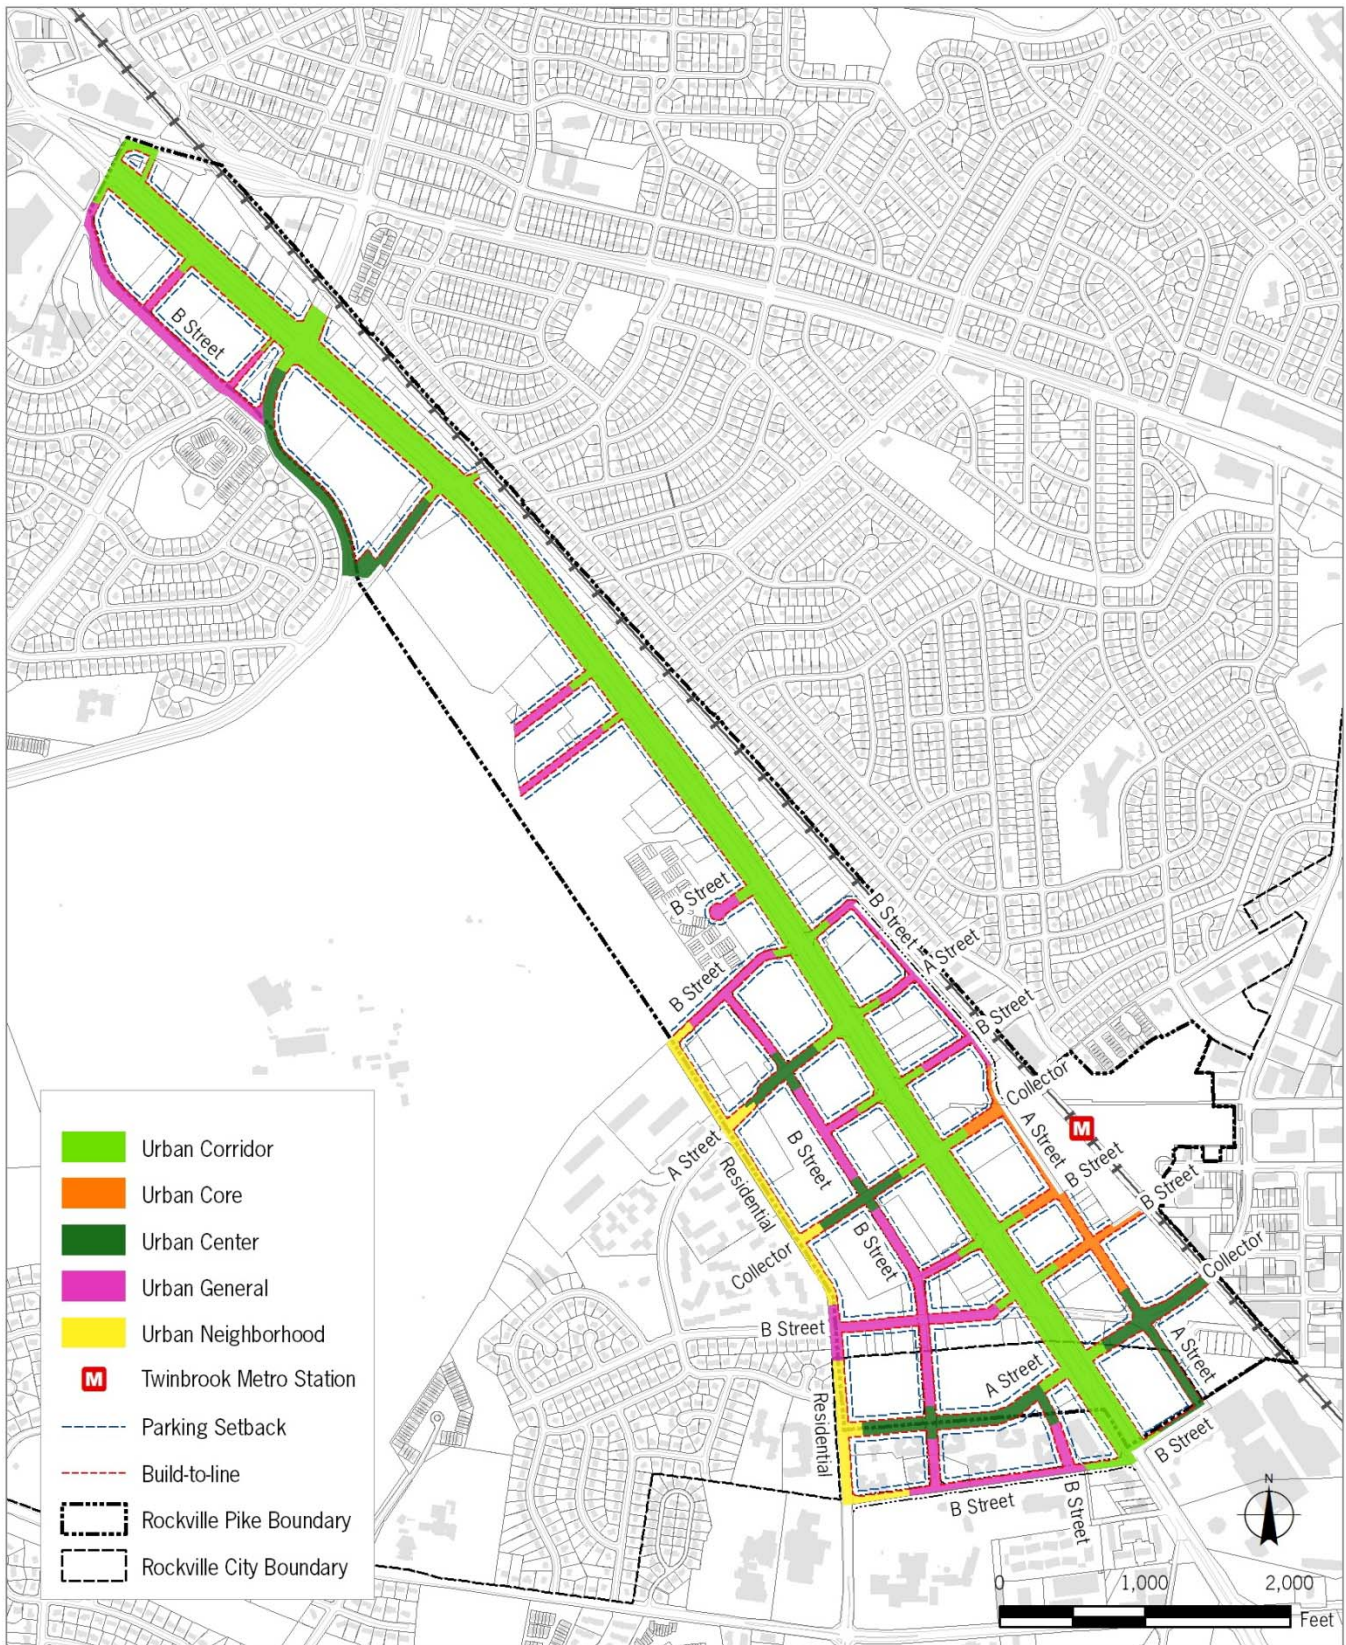 B Street
B Street
B Street
A Street
B Street
B Street
Collector
A Street
B Street
B Street
Collector
A Street
Residential
B Street
Collector
B Street
B Street
A Street
A Street
Residential
B Street
B Street
B Street
M
Urban Corridor
Urban Core
Urban Center
Urban General
Urban Neighborhood
M Twinbrook Metro Station
Parking Setback
Build-to-line
Rockville Pike Boundary
Rockville City Boundary
N
0 1,000 2,000
Feet